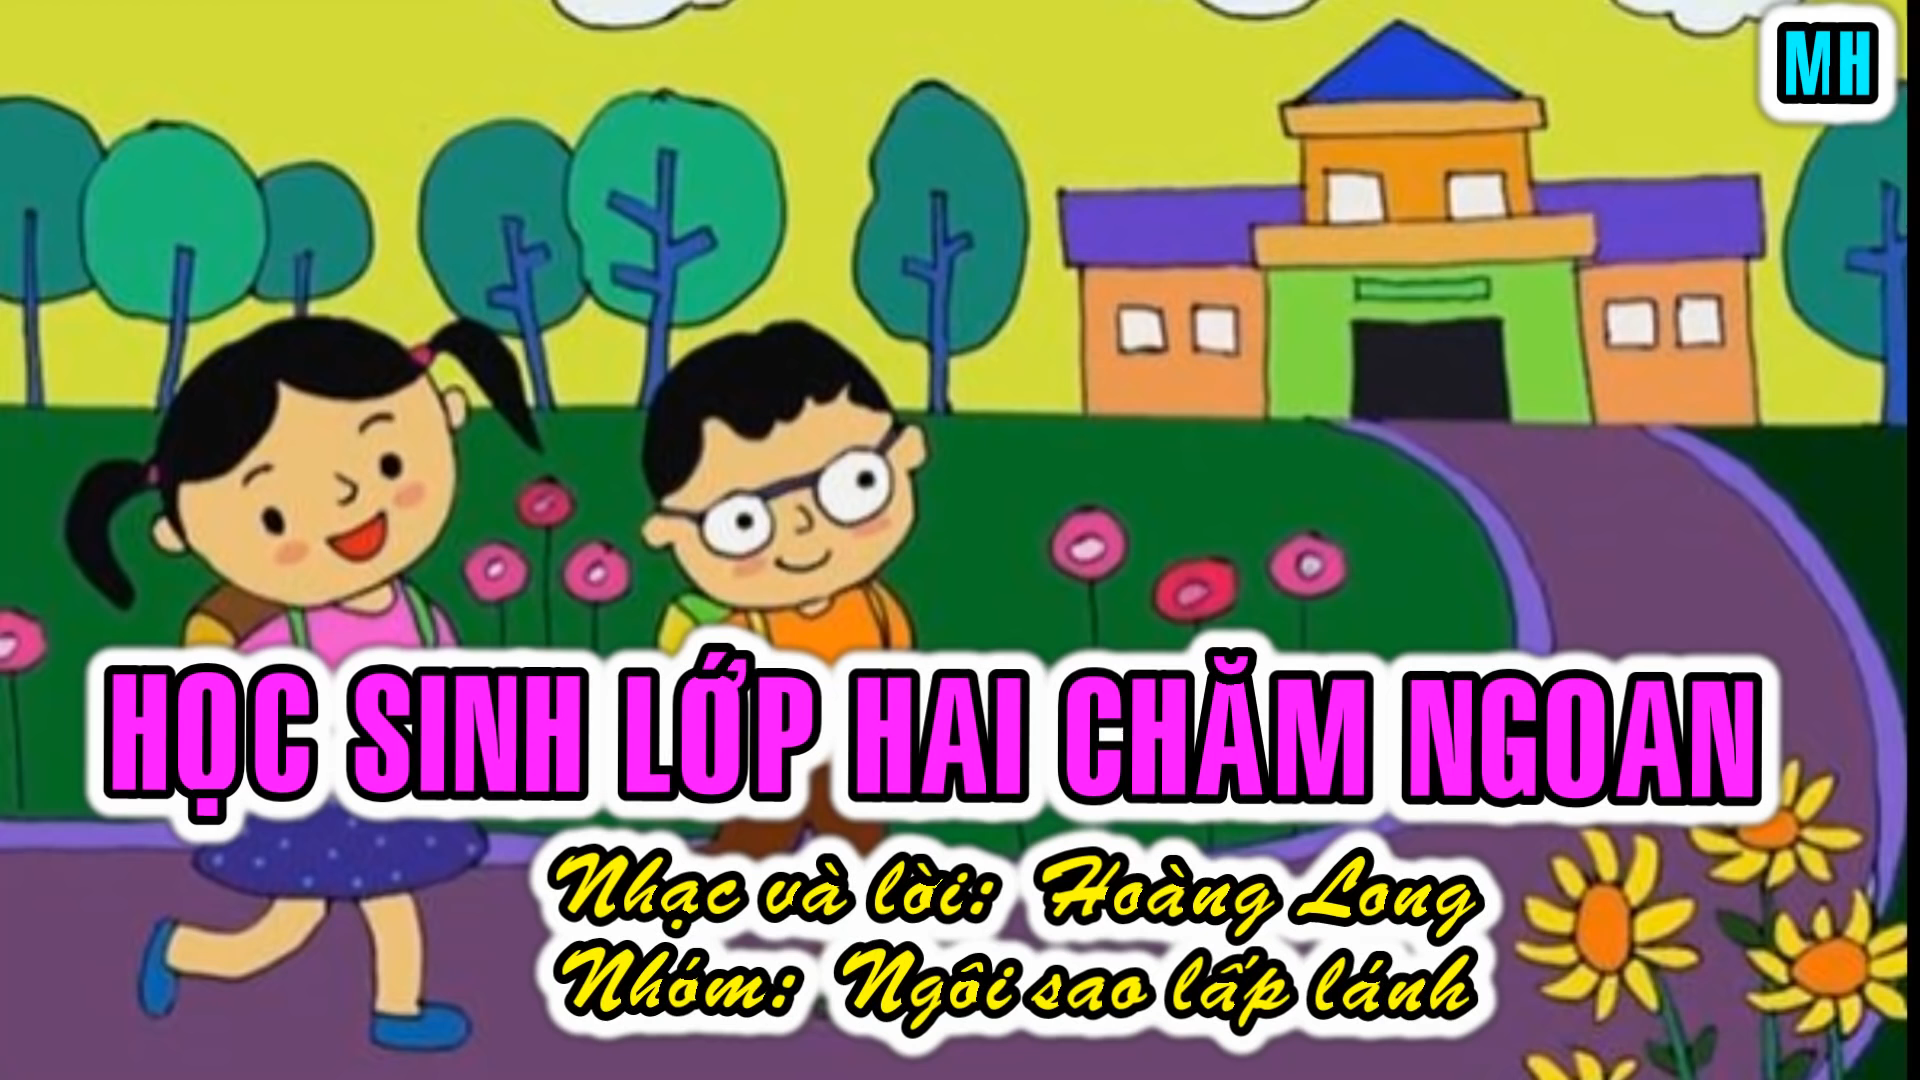 MH
HỌC SINH LỚP HAI CHĂM NGOAN
Nhạc và lời: Hoàng Long
Nhóm: Ngôi sao lấp lánh